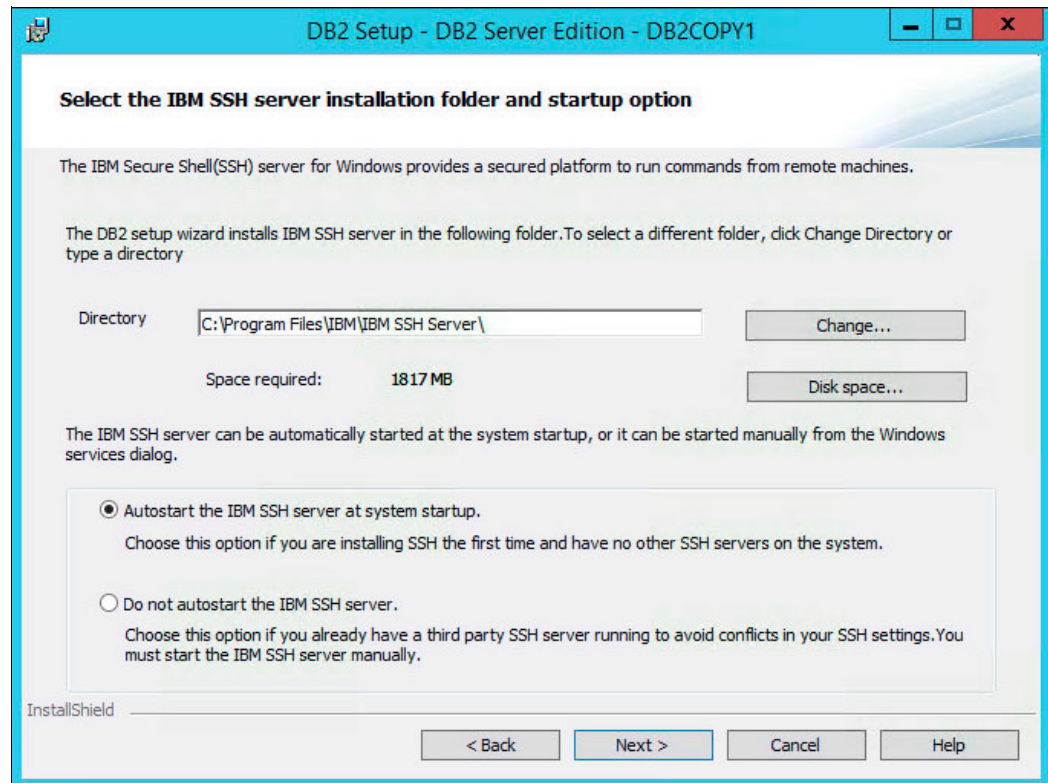 DB2 Setup - DB2 Server Edition - DB2COPY1
Select the IBM SSH server installation folder and startup option
The IBM Secure Shell(SSH) server for Windows provides a secured platform to run commands from remote machines.
The DB2 setup wizard installs IBM SSH server in the following folder.To select a different folder, click Change Directory or
type a directory
Directory
C:\Program Files\IBM\IBM SSH Server\
Change...
Space required: 1817 MB
Disk space...
The IBM SSH server can be automatically started at the system startup, or it can be started manually from the Windows
services dialog.
Autostart the IBM SSH server at system startup.
Choose this option if you are installing SSH the first time and have no other SSH servers on the system.
Do not autostart the IBM SSH server.
Choose this option if you already have a third party SSH server running to avoid conflicts in your SSH settings.You
must start the IBM SSH server manually.
InstallShield
< Back
Next >
Cancel
Help